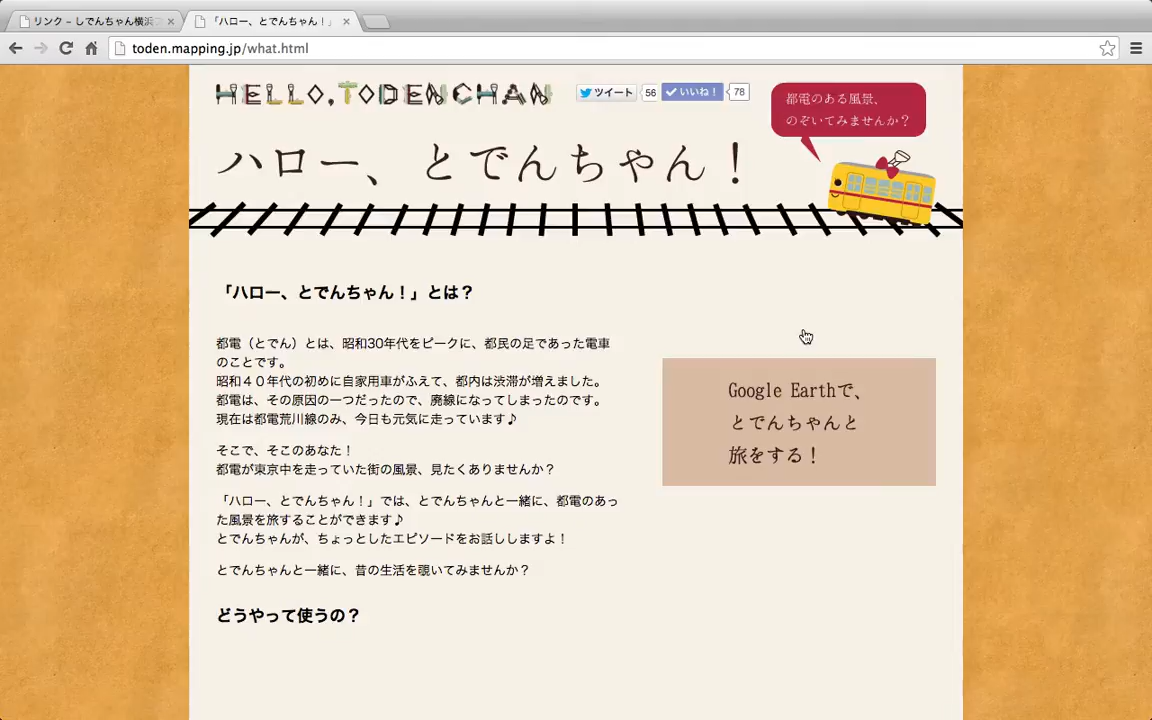 リンク – しでんちゃん横浜
「ハロー、とでんちゃん！」
toden.mapping.jp/what.html
HELLO,TODENCHAN
ツイート 56 いいね！ 78
都電のある風景、
のぞいてみませんか？
ハロー、とでんちゃん！
「ハロー、とでんちゃん！」とは？
都電（とでん）とは、昭和30年代をピークに、都民の足であった電車
のことです。
昭和４０年代の初めに自家用車がふえて、都内は渋滞が増えました。
都電は、その原因の一つだったので、廃線になってしまったのです。
現在は都電荒川線のみ、今日も元気に走っています♪
そこで、そこのあなた！
都電が東京中を走っていた街の風景、見たくありませんか？
「ハロー、とでんちゃん！」では、とでんちゃんと一緒に、都電のあっ
た風景を旅することができます♪
とでんちゃんが、ちょっとしたエピソードをお話ししますよ！
とでんちゃんと一緒に、昔の生活を覗いてみませんか？
どうやって使うの？
Google Earthで、
とでんちゃんと
旅をする！